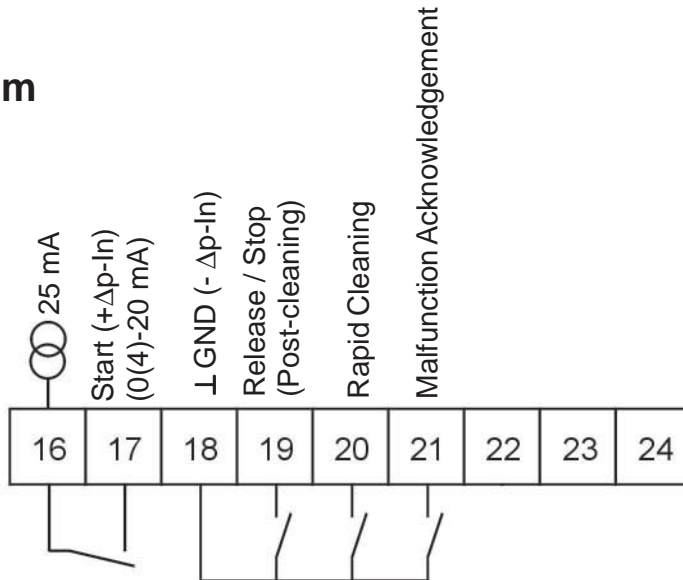 m
25 mA
Start (+Δp-In)
(0(4)-20 mA)
⊥ GND (- Δp-In)
Release / Stop
(Post-cleaning)
Rapid Cleaning
Malfunction Acknowledgement
16 17 18 19 20 21 22 23 24